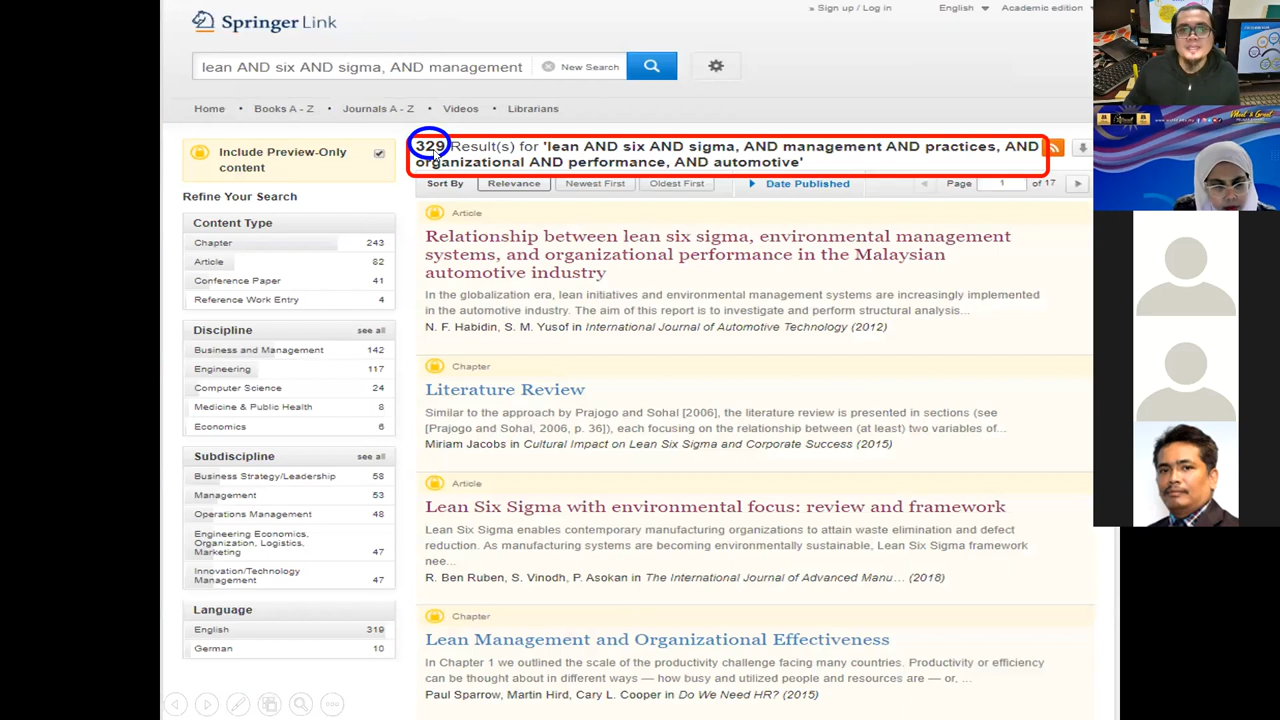 Springer Link
» Sign up / Log in
English
Academic edition
lean AND six AND sigma, AND management
New Search
Home • Books A - Z • Journals A - Z • Videos • Librarians
Include Preview-Only
content
Refine Your Search
Content Type
Chapter 243
Article 82
Conference Paper 41
Reference Work Entry 4
Discipline see all
Business and Management 142
Engineering 117
Computer Science 24
Medicine & Public Health 8
Economics 6
Subdiscipline see all
Business Strategy/Leadership 58
Management 53
Operations Management 48
Engineering Economics,
Organization, Logistics,
Marketing 47
Innovation/Technology
Management 47
Language
English 319
German 10
329 Result(s) for 'lean AND six AND sigma, AND management AND practices, AND
organizational AND performance, AND automotive'
Sort By Relevance Newest First Oldest First Date Published Page 1 of 17
Article
Relationship between lean six sigma, environmental management
systems, and organizational performance in the Malaysian
automotive industry
In the globalization era, lean initiatives and environmental management systems are increasingly implemented
in the automotive industry. The aim of this report is to investigate and perform structural analysis...
N. F. Habidin, S. M. Yusof in International Journal of Automotive Technology (2012)
Chapter
Literature Review
Similar to the approach by Prajogo and Sohal [2006], the literature review is presented in sections (see
[Prajogo and Sohal, 2006, p. 36]), each focusing on the relationship between (at least) two variables of...
Miriam Jacobs in Cultural Impact on Lean Six Sigma and Corporate Success (2015)
Article
Lean Six Sigma with environmental focus: review and framework
Lean Six Sigma enables contemporary manufacturing organizations to attain waste elimination and defect
reduction. As manufacturing systems are becoming environmentally sustainable, Lean Six Sigma framework
nee...
R. Ben Ruben, S. Vinodh, P. Asokan in The International Journal of Advanced Manu... (2018)
Chapter
Lean Management and Organizational Effectiveness
In Chapter 1 we outlined the scale of the productivity challenge facing many countries. Productivity or efficiency
can be thought about in different ways — how busy and utilized people and resources are — or, ...
Paul Sparrow, Martin Hird, Cary L. Cooper in Do We Need HR? (2015)